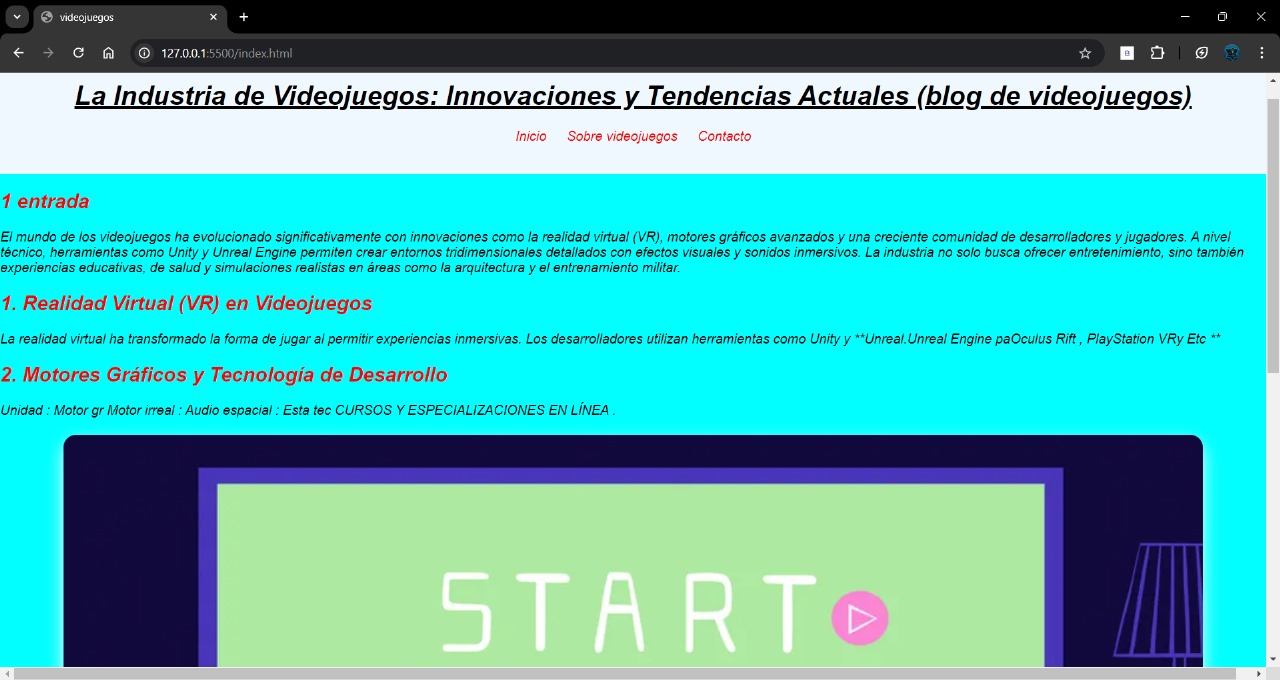 videojuegos
127.0.0.1:5500/index.html
La Industria de Videojuegos: Innovaciones y Tendencias Actuales (blog de videojuegos)
Inicio Sobre videojuegos Contacto
1 entrada
El mundo de los videojuegos ha evolucionado significativamente con innovaciones como la realidad virtual (VR), motores gráficos avanzados y una creciente comunidad de desarrolladores y jugadores. A nivel
técnico, herramientas como Unity y Unreal Engine permiten crear entornos tridimensionales detallados con efectos visuales y sonidos inmersivos. La industria no solo busca ofrecer entretenimiento, sino también
experiencias educativas, de salud y simulaciones realistas en áreas como la arquitectura y el entrenamiento militar.
1. Realidad Virtual (VR) en Videojuegos
La realidad virtual ha transformado la forma de jugar al permitir experiencias inmersivas. Los desarrolladores utilizan herramientas como Unity y **Unreal.Unreal Engine paOculus Rift , PlayStation VRy Etc **
2. Motores Gráficos y Tecnología de Desarrollo
Unidad : Motor gr Motor irreal : Audio espacial : Esta tec CURSOS Y ESPECIALIZACIONES EN LÍNEA .
START